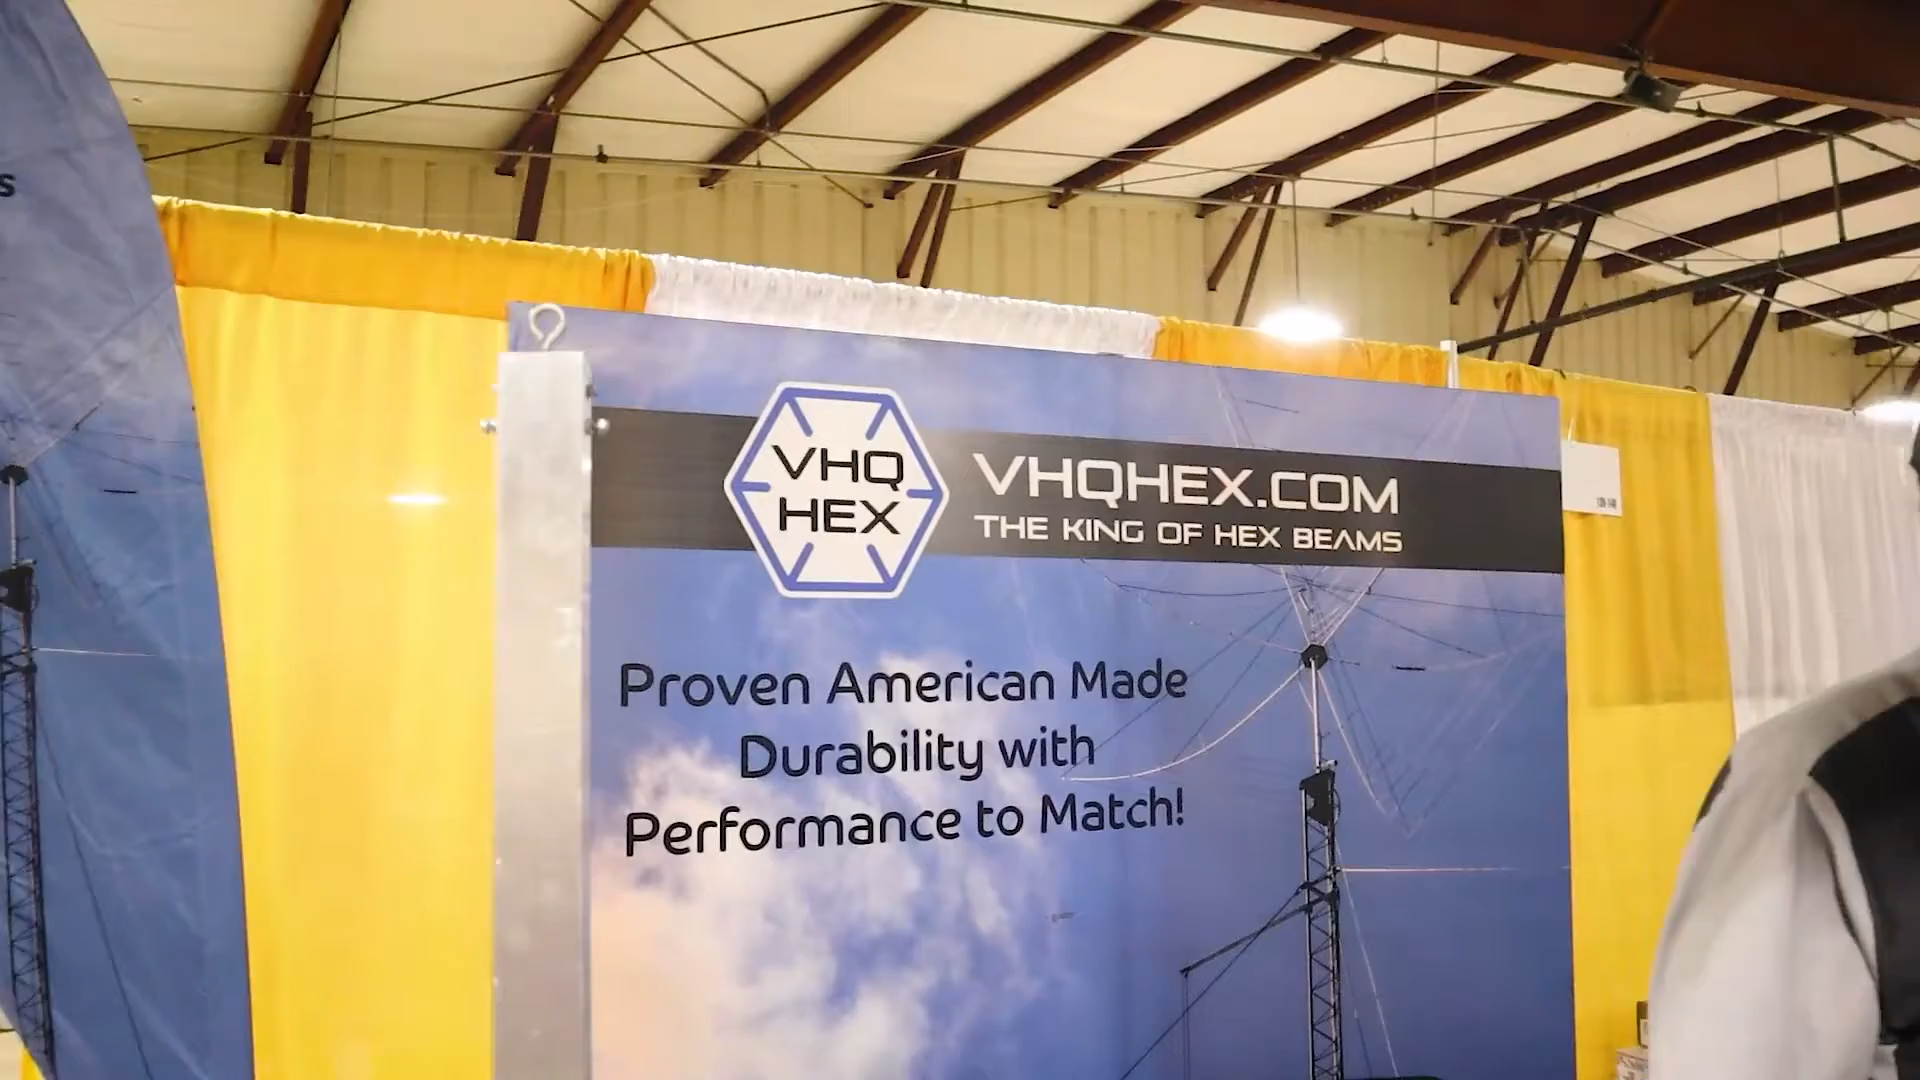 s
VHQ
HEX
VHQHEX.COM
THE KING OF HEX BEAMS
Proven American Made
Durability with
Performance to Match!